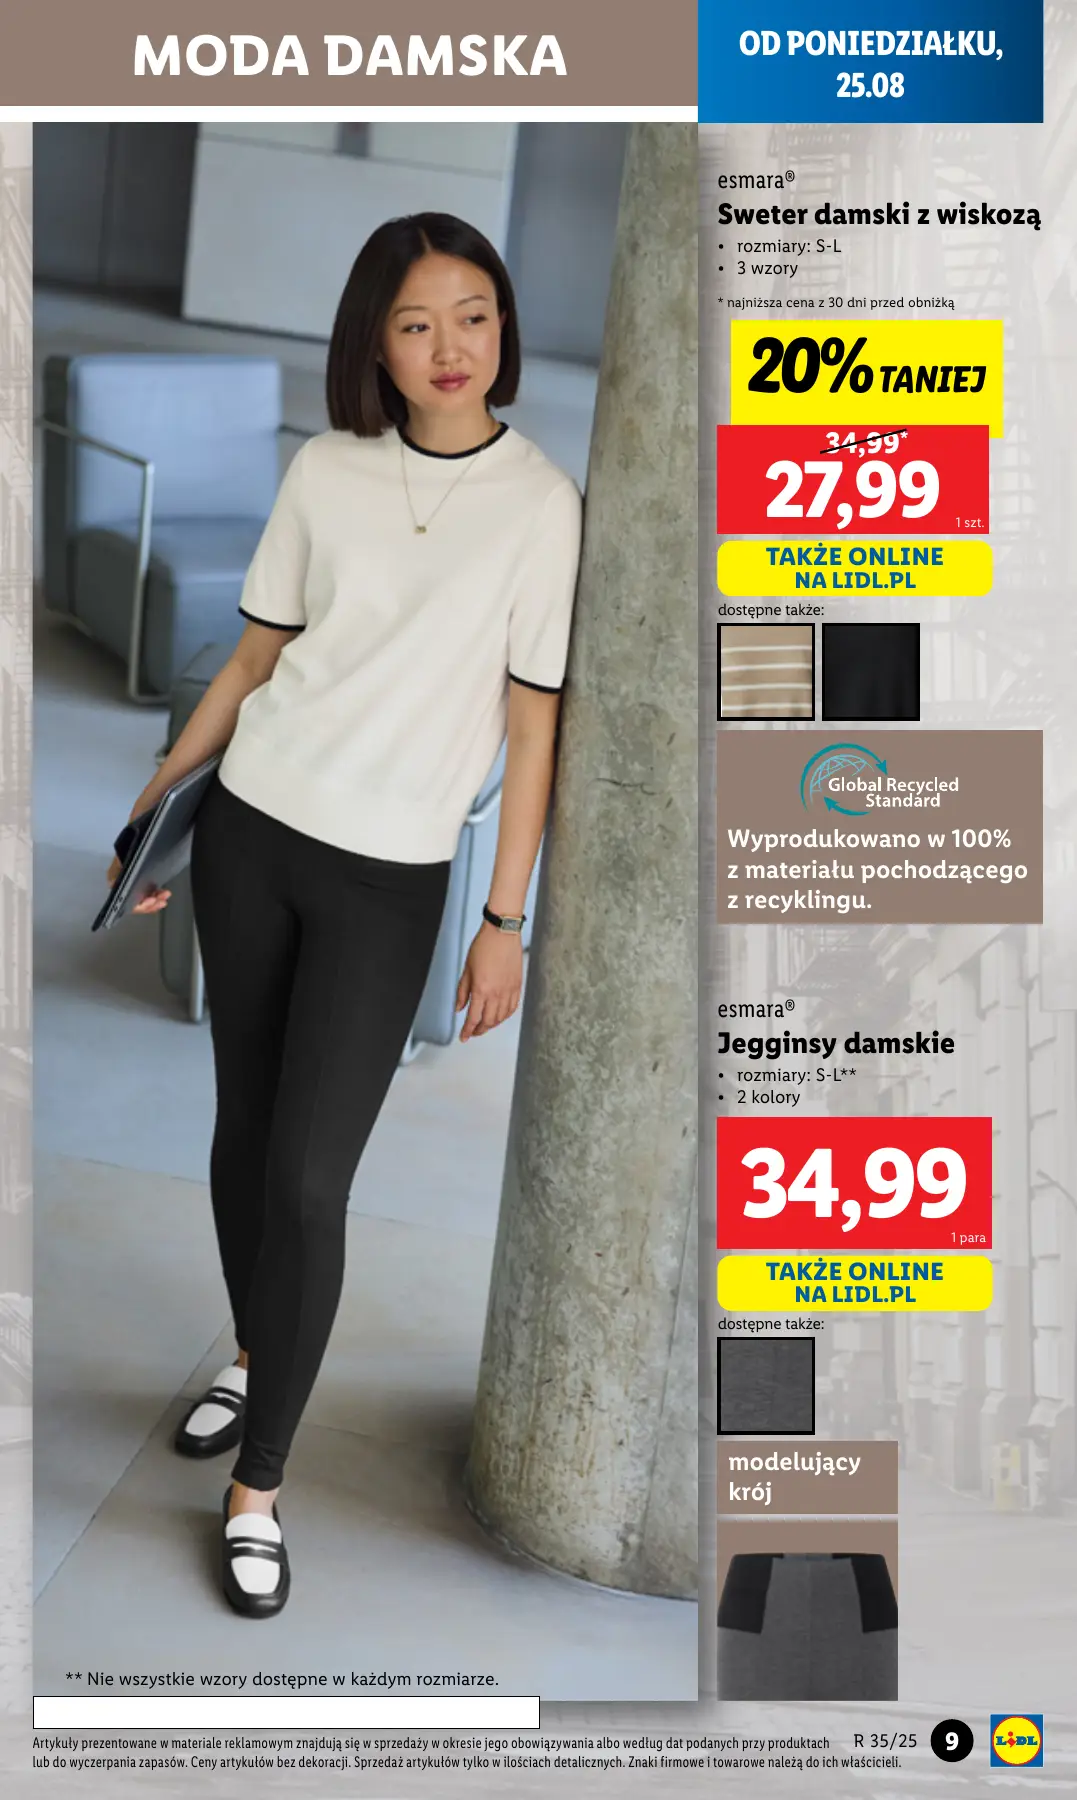 MODA DAMSKA
OD PONIEDZIAŁKU,
25.08
esmara®
Sweter damski z wiskozą
• rozmiary: S-L
• 3 wzory
* najniższa cena z 30 dni przed obniżką
20% TANIEJ
34,99*
27,99
1 szt.
TAKŻE ONLINE
NA LIDL.PL
dostępne także:
Global Recycled
Standard
Wyprodukowano w 100%
z materiału pochodzącego
z recyklingu.
esmara®
Jegginsy damskie
• rozmiary: S-L**
• 2 kolory
34,99
1 para
TAKŻE ONLINE
NA LIDL.PL
dostępne także:
modelujący
krój
** Nie wszystkie wzory dostępne w każdym rozmiarze.
Artykuły prezentowane w materiale reklamowym znajdują się w sprzedaży w okresie jego obowiązywania albo według dat podanych przy produktach
lub do wyczerpania zapasów. Ceny artykułów bez dekoracji. Sprzedaż artykułów tylko w ilościach detalicznych. Znaki firmowe i towarowe należą do ich właścicieli.
R 35/25
9
LIDL